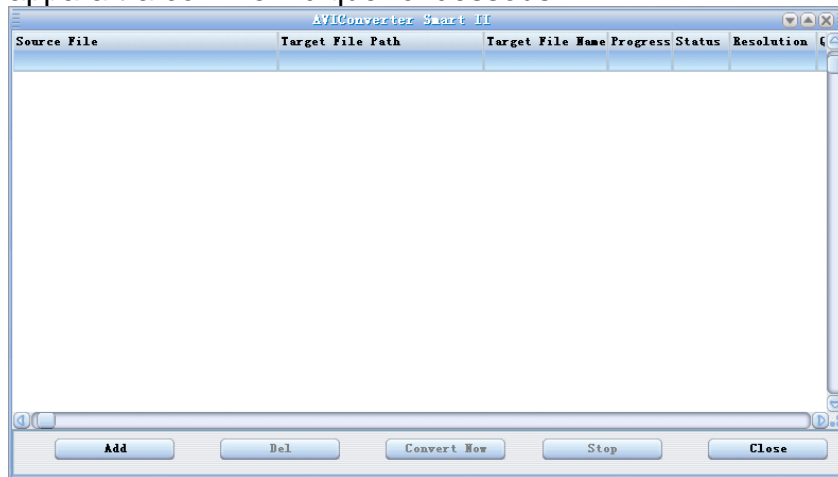 AVIConverter Smart II
Source File Target File Path Target File Name Progress Status Resolution
Add Del Convert Now Stop Close